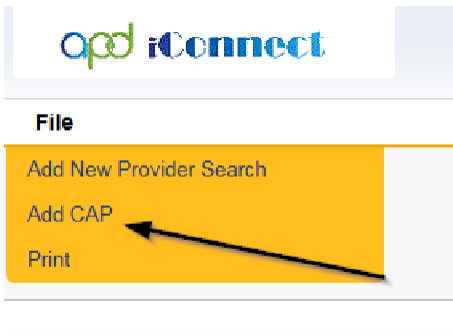 apd iConnect
File
Add New Provider Search
Add CAP
Print